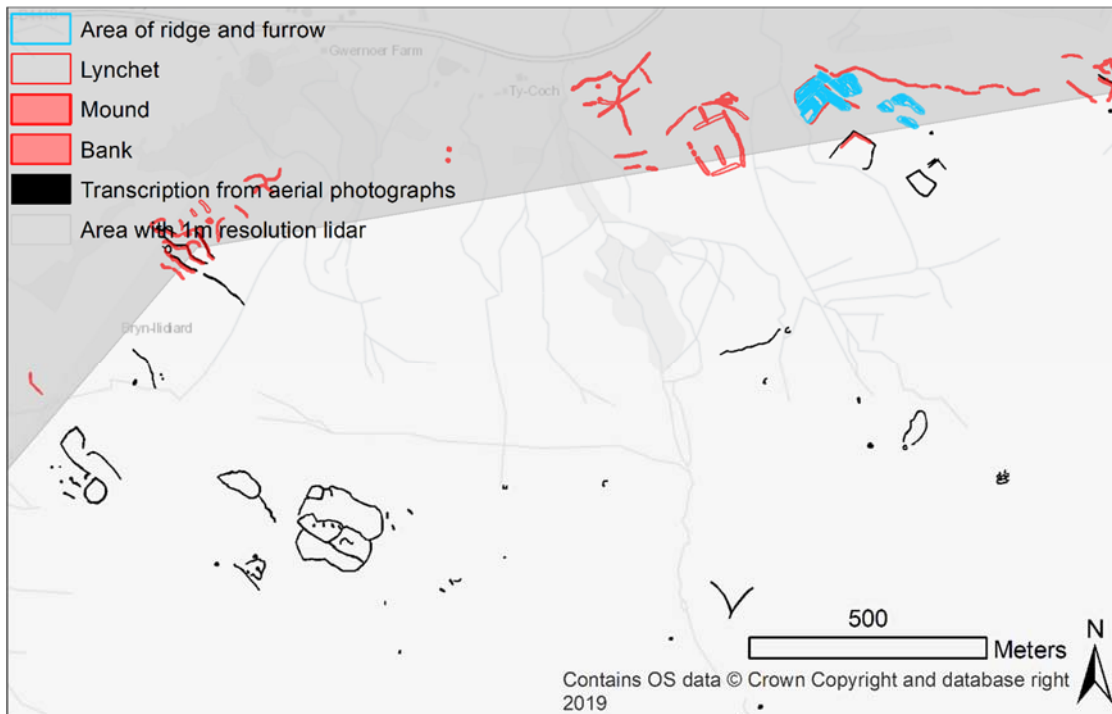 Area of ridge and furrow
Gwernoer Farm
Lynchet
Ty-Coch
Mound
Bank
Transcription from aerial photographs
Area with 1m resolution lidar
Bryn-llidiard
500
Meters
N
Contains OS data © Crown Copyright and database right
2019